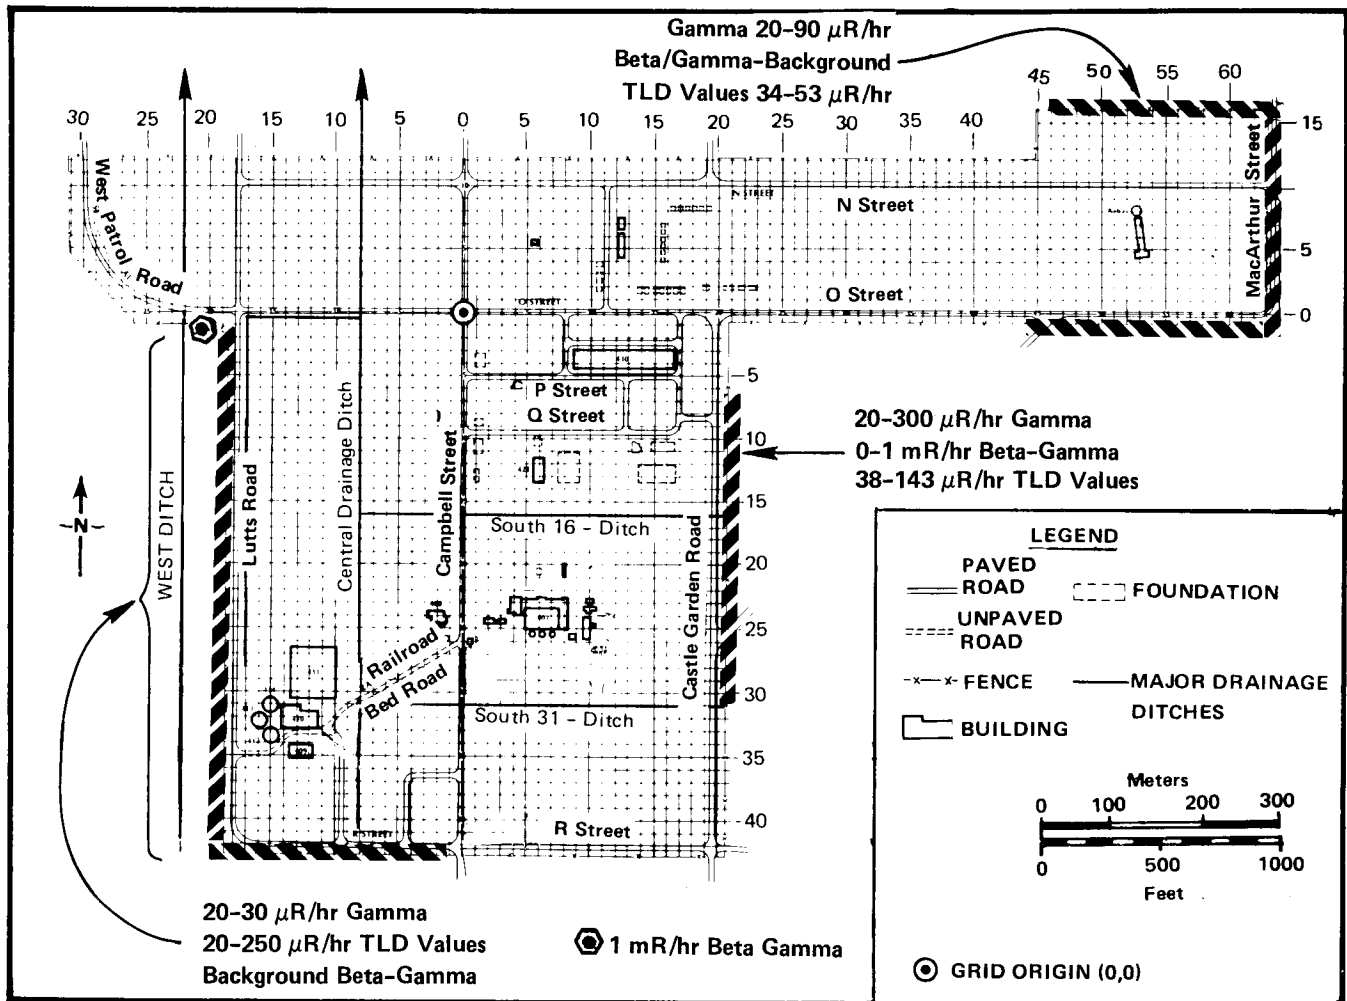 Gamma 20–90 μR/hr
Beta/Gamma–Background
TLD Values 34–53 μR/hr
45 50 55 60
30 25 20 15 10 5 0 5 10 15 20 25 30 35 40
15
West Patrol Road
MacArthur Street
N STREET
N Street
5
O STREET
O Street
0
5
P Street
Q Street
10
20–300 μR/hr Gamma
0–1 mR/hr Beta-Gamma
38–143 μR/hr TLD Values
15
South 16 – Ditch
–N–
WEST DITCH
Lutts Road
Central Drainage Ditch
Campbell Street
Castle Garden Road
20
25
Railroad
Bed Road
30
South 31 – Ditch
35
40
R STREET
R Street
LEGEND
PAVED ROAD
FOUNDATION
UNPAVED ROAD
-x—x- FENCE
MAJOR DRAINAGE DITCHES
BUILDING
Meters
0 100 200 300
0 500 1000
Feet
20–30 μR/hr Gamma
20–250 μR/hr TLD Values
Background Beta-Gamma
1 mR/hr Beta Gamma
GRID ORIGIN (0,0)